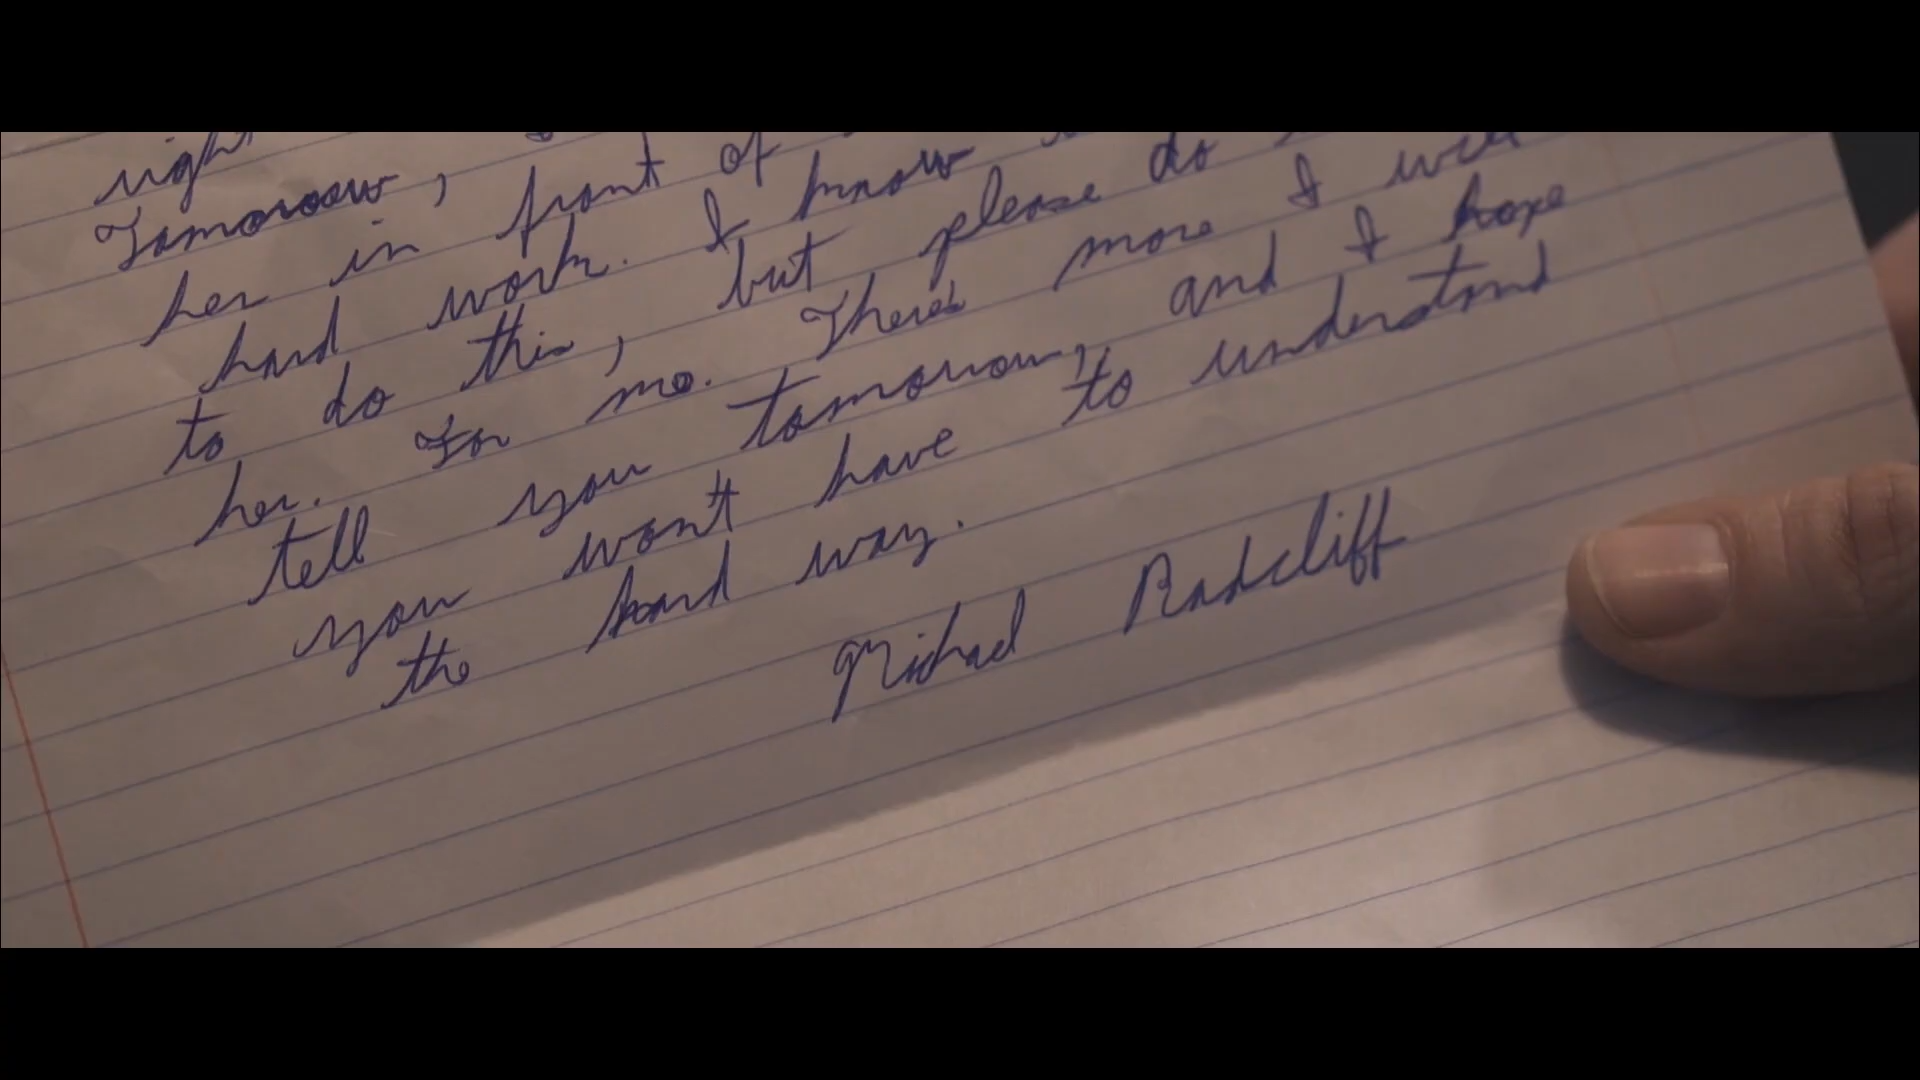 right
Tomorrow,
her in front of
hard work. I know
to do this, but please do
her. For me. There's more I will
tell you tomorrow, and I hope
you won't have to understand
the hard way.
Michael Radcliff